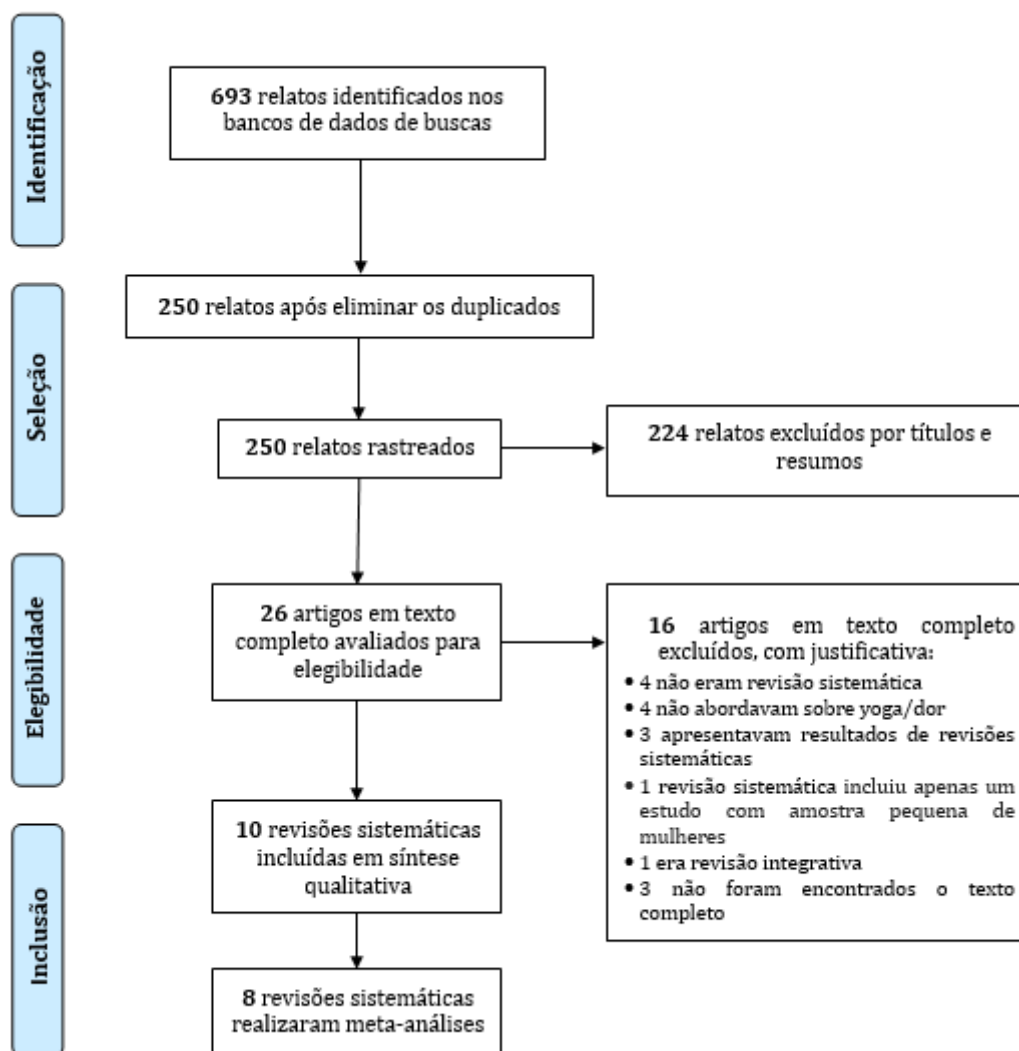 Identificação
693 relatos identificados nos
bancos de dados de buscas
Seleção
250 relatos após eliminar os duplicados
250 relatos rastreados
224 relatos excluídos por títulos e
resumos
Elegibilidade
26 artigos em texto
completo avaliados para
elegibilidade
16 artigos em texto completo
excluídos, com justificativa:
• 4 não eram revisão sistemática
• 4 não abordavam sobre yoga/dor
• 3 apresentavam resultados de revisões
sistemáticas
• 1 revisão sistemática incluiu apenas um
estudo com amostra pequena de
mulheres
• 1 era revisão integrativa
• 3 não foram encontrados o texto
completo
Inclusão
10 revisões sistemáticas
incluídas em síntese
qualitativa
8 revisões sistemáticas
realizaram meta-análises